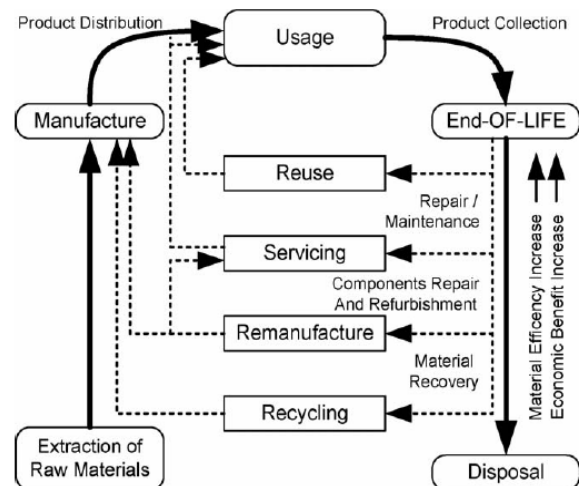 Product Distribution
Usage
Product Collection
Manufacture
End-OF-LIFE
Reuse
Repair /
Maintenance
Servicing
Components Repair
And Refurbishment
Remanufacture
Material
Recovery
Recycling
Material Efficency Increase
Economic Benefit Increase
Extraction of
Raw Materials
Disposal